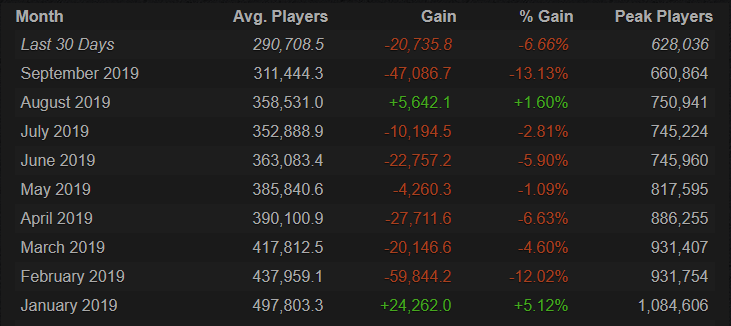 Month Avg. Players Gain % Gain Peak Players
Last 30 Days 290,708.5 -20,735.8 -6.66% 628,036
September 2019 311,444.3 -47,086.7 -13.13% 660,864
August 2019 358,531.0 +5,642.1 +1.60% 750,941
July 2019 352,888.9 -10,194.5 -2.81% 745,224
June 2019 363,083.4 -22,757.2 -5.90% 745,960
May 2019 385,840.6 -4,260.3 -1.09% 817,595
April 2019 390,100.9 -27,711.6 -6.63% 886,255
March 2019 417,812.5 -20,146.6 -4.60% 931,407
February 2019 437,959.1 -59,844.2 -12.02% 931,754
January 2019 497,803.3 +24,262.0 +5.12% 1,084,606